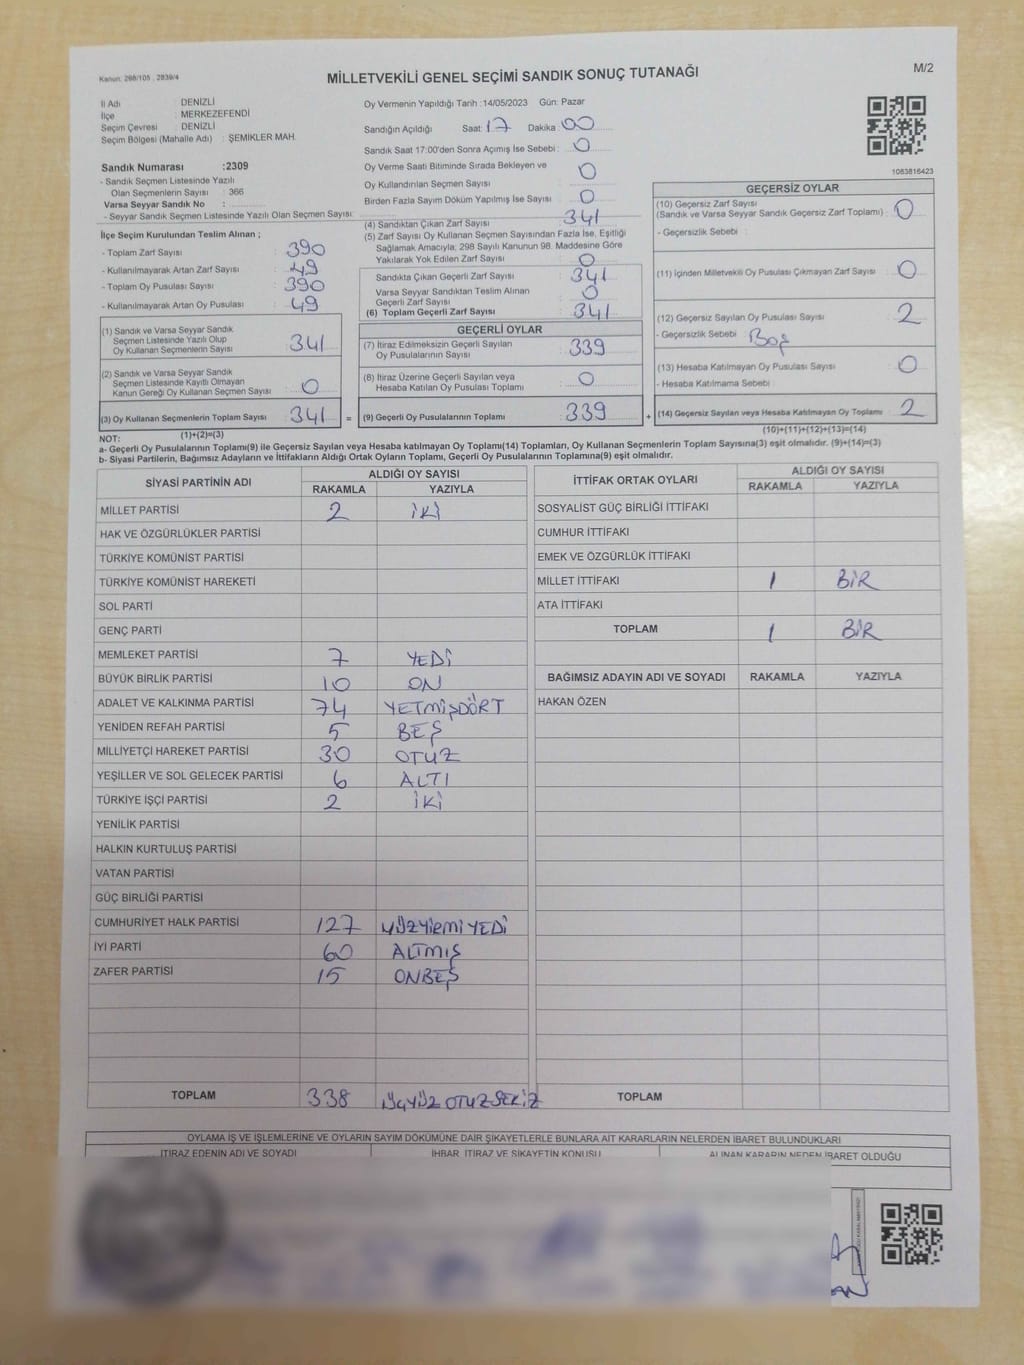 Kanun: 298/105 , 2839/4
MİLLETVEKİLİ GENEL SEÇİMİ SANDIK SONUÇ TUTANAĞI
M/2
İl Adı : DENİZLİ
İlçe : MERKEZEFENDİ
Seçim Çevresi : DENİZLİ
Seçim Bölgesi (Mahalle Adı) : ŞEMİKLER MAH.
Sandık Numarası :2309
- Sandık Seçmen Listesinde Yazılı
Olan Seçmenlerin Sayısı : 366
Varsa Seyyar Sandık No :
- Seyyar Sandık Seçmen Listesinde Yazılı Olan Seçmen Sayısı:
İlçe Seçim Kurulundan Teslim Alınan ;
- Toplam Zarf Sayısı : 390
- Kullanılmayarak Artan Zarf Sayısı : 49
- Toplam Oy Pusulası Sayısı : 390
- Kullanılmayarak Artan Oy Pusulası : 49
(1) Sandık ve Varsa Seyyar Sandık
Seçmen Listesinde Yazılı Olup
Oy Kullanan Seçmenlerin Sayısı : 341
(2) Sandık ve Varsa Seyyar Sandık
Seçmen Listesinde Kayıtlı Olmayan
Kanun Gereği Oy Kullanan Seçmen Sayısı : 0
(3) Oy Kullanan Seçmenlerin Toplam Sayısı : 341 =
(1)+(2)=(3)
Oy Vermenin Yapıldığı Tarih :14/05/2023 Gün: Pazar
Sandığın Açıldığı Saat: 17 Dakika: 00
Sandık Saat 17:00'den Sonra Açımış İse Sebebi : 0
Oy Verme Saati Bitiminde Sırada Bekleyen ve
Oy Kullandırılan Seçmen Sayısı : 0
Birden Fazla Sayım Döküm Yapılmış İse Sayısı : 0
(4) Sandıktan Çıkan Zarf Sayısı : 341
(5) Zarf Sayısı Oy Kullanan Seçmen Sayısından Fazla İse, Eşitliği
Sağlamak Amacıyla; 298 Sayılı Kanunun 98. Maddesine Göre
Yakılarak Yok Edilen Zarf Sayısı : 0
Sandıkta Çıkan Geçerli Zarf Sayısı : 341
Varsa Seyyar Sandıktan Teslim Alınan
Geçerli Zarf Sayısı : 0
(6) Toplam Geçerli Zarf Sayısı : 341
GEÇERLİ OYLAR
(7) İtiraz Edilmeksizin Geçerli Sayılan
Oy Pusulalarının Sayısı : 339
(8) İtiraz Üzerine Geçerli Sayılan veya
Hesaba Katılan Oy Pusulası Toplamı : 0
(9) Geçerli Oy Pusulalarının Toplamı : 339 +
1083816423
GEÇERSİZ OYLAR
(10) Geçersiz Zarf Sayısı
(Sandık ve Varsa Seyyar Sandık Geçersiz Zarf Toplamı) : 0
- Geçersizlik Sebebi :
(11) İçinden Milletvekili Oy Pusulası Çıkmayan Zarf Sayısı : 0
(12) Geçersiz Sayılan Oy Pusulası Sayısı : 2
- Geçersizlik Sebebi : Boş
(13) Hesaba Katılmayan Oy Pusulası Sayısı : 0
- Hesaba Katılmama Sebebi :
(14) Geçersiz Sayılan veya Hesaba Katılmayan Oy Toplamı : 2
(10)+(11)+(12)+(13)=(14)
NOT:
a- Geçerli Oy Pusulalarının Toplamı(9) ile Geçersiz Sayılan veya Hesaba katılmayan Oy Toplamı(14) Toplamları, Oy Kullanan Seçmenlerin Toplam Sayısına(3) eşit olmalıdır. (9)+(14)=(3)
b- Siyasi Partilerin, Bağımsız Adayların ve İttifakların Aldığı Ortak Oyların Toplamı, Geçerli Oy Pusulalarının Toplamına(9) eşit olmalıdır.
SİYASİ PARTİNİN ADI ALDIĞI OY SAYISI
RAKAMLA YAZIYLA
MİLLET PARTİSİ 2 İKİ
HAK VE ÖZGÜRLÜKLER PARTİSİ
TÜRKİYE KOMÜNİST PARTİSİ
TÜRKİYE KOMÜNİST HAREKETİ
SOL PARTİ
GENÇ PARTİ
MEMLEKET PARTİSİ 7 YEDİ
BÜYÜK BİRLİK PARTİSİ 10 ON
ADALET VE KALKINMA PARTİSİ 74 YETMİŞDÖRT
YENİDEN REFAH PARTİSİ 5 BEŞ
MİLLİYETÇİ HAREKET PARTİSİ 30 OTUZ
YEŞİLLER VE SOL GELECEK PARTİSİ 6 ALTI
TÜRKİYE İŞÇİ PARTİSİ 2 İKİ
YENİLİK PARTİSİ
HALKIN KURTULUŞ PARTİSİ
VATAN PARTİSİ
GÜÇ BİRLİĞİ PARTİSİ
CUMHURİYET HALK PARTİSİ 127 YÜZYİRMİ YEDİ
İYİ PARTİ 60 ALTMIŞ
ZAFER PARTİSİ 15 ONBEŞ
TOPLAM 338 ÜÇYÜZ OTUZSEKİZ
İTTİFAK ORTAK OYLARI ALDIĞI OY SAYISI
RAKAMLA YAZIYLA
SOSYALİST GÜÇ BİRLİĞİ İTTİFAKI
CUMHUR İTTİFAKI
EMEK VE ÖZGÜRLÜK İTTİFAKI
MİLLET İTTİFAKI 1 BİR
ATA İTTİFAKI
TOPLAM 1 BİR
BAĞIMSIZ ADAYIN ADI VE SOYADI RAKAMLA YAZIYLA
HAKAN ÖZEN
TOPLAM
OYLAMA İŞ VE İŞLEMLERİNE VE OYLARIN SAYIM DÖKÜMÜNE DAİR ŞİKAYETLERLE BUNLARA AİT KARARLARIN NELERDEN İBARET BULUNDUKLARI
İTİRAZ EDENİN ADI VE SOYADI İHBAR, İTİRAZ VE ŞİKAYETİN KONUSU ALINAN KARARIN NEDEN İBARET OLDUĞU